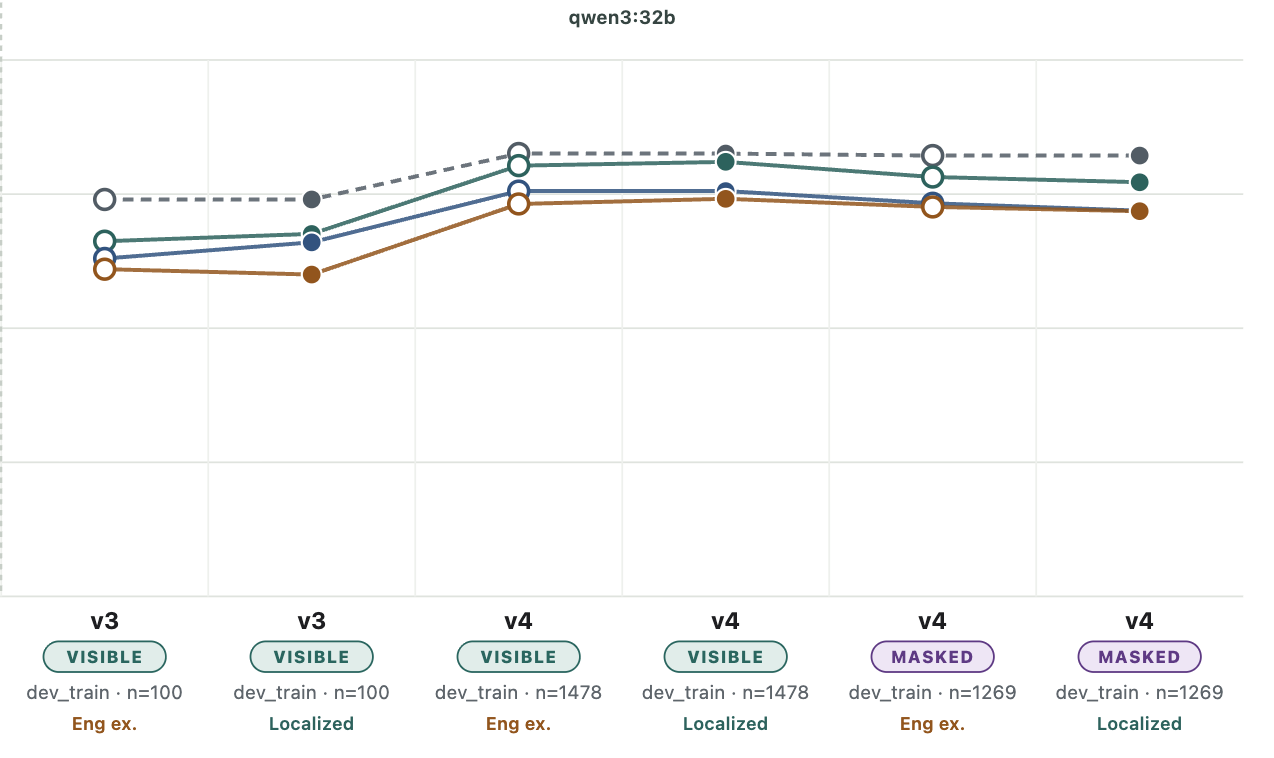 qwen3:32b
v3 v3 v4 v4 v4 v4
VISIBLE VISIBLE VISIBLE VISIBLE MASKED MASKED
dev_train · n=100 dev_train · n=100 dev_train · n=1478 dev_train · n=1478 dev_train · n=1269 dev_train · n=1269
Eng ex. Localized Eng ex. Localized Eng ex. Localized